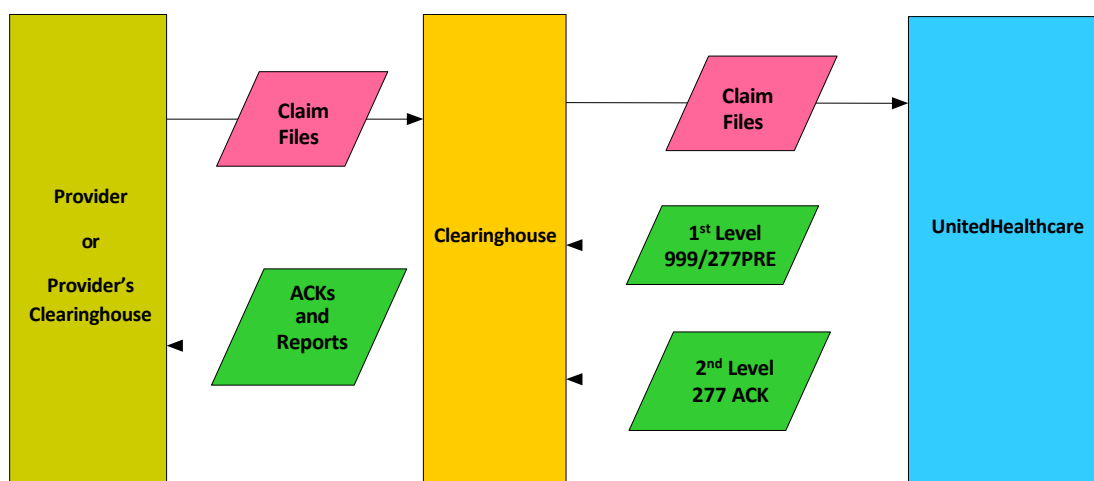 Provider
or
Provider's
Clearinghouse
Claim
Files
ACKs
and
Reports
Clearinghouse
Claim
Files
1st Level
999/277PRE
2nd Level
277 ACK
UnitedHealthcare